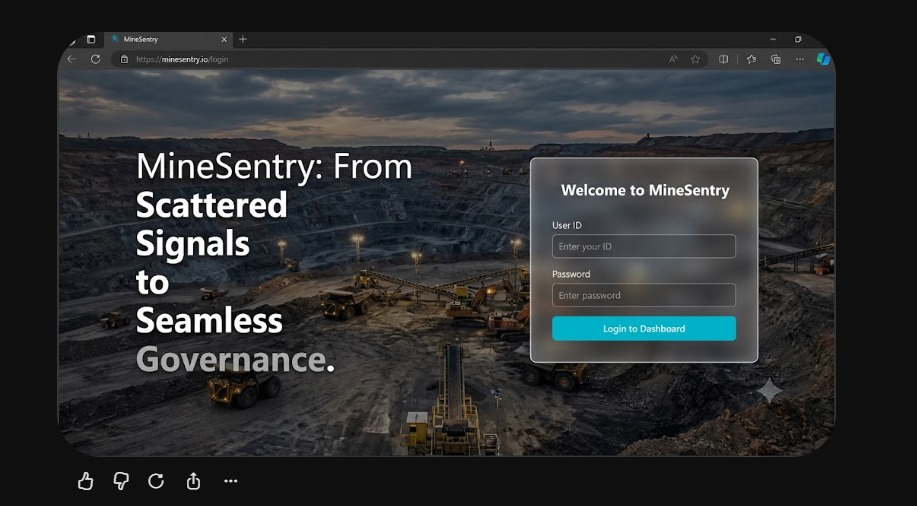 MineSentry
https://minesentry.io/login
MineSentry: From
Scattered
Signals
to
Seamless
Governance.
Welcome to MineSentry
User ID
Enter your ID
Password
Enter password
Login to Dashboard